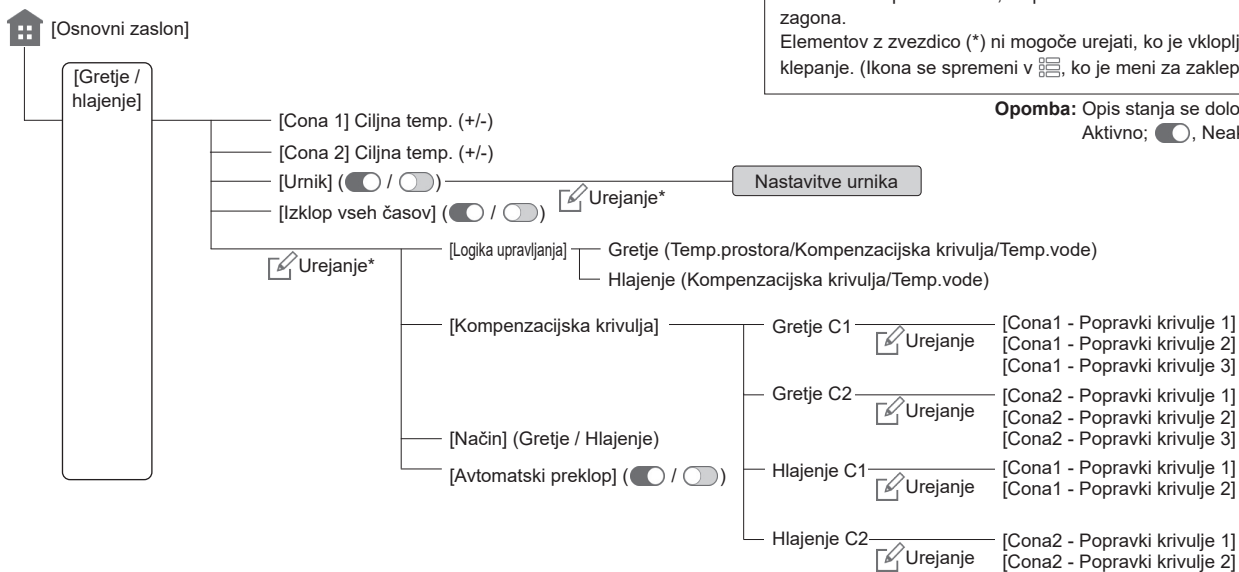 zagona.
Elementov z zvezdico (*) ni mogoče urejati, ko je
klepanje. (Ikona se spremeni v , ko je meni za
Opomba: Opis stanja se
Aktivno; ,
[Osnovni zaslon]
[Gretje /
hlajenje]
[Cona 1] Ciljna temp. (+/-)
[Cona 2] Ciljna temp. (+/-)
[Urnik] ( / )
Urejanje*
Nastavitve urnika
[Izklop vseh časov] ( / )
Urejanje*
[Logika upravljanja]
Gretje (Temp.prostora/Kompenzacijska krivulja/Temp.vode)
Hlajenje (Kompenzacijska krivulja/Temp.vode)
[Kompenzacijska krivulja]
Gretje C1
Urejanje
[Cona1 - Popravki krivulje 1]
[Cona1 - Popravki krivulje 2]
[Cona1 - Popravki krivulje 3]
Gretje C2
Urejanje
[Cona2 - Popravki krivulje 1]
[Cona2 - Popravki krivulje 2]
[Cona2 - Popravki krivulje 3]
[Način] (Gretje / Hlajenje)
[Avtomatski preklop] ( / )
Hlajenje C1
Urejanje
[Cona1 - Popravki krivulje 1]
[Cona1 - Popravki krivulje 2]
Hlajenje C2
Urejanje
[Cona2 - Popravki krivulje 1]
[Cona2 - Popravki krivulje 2]